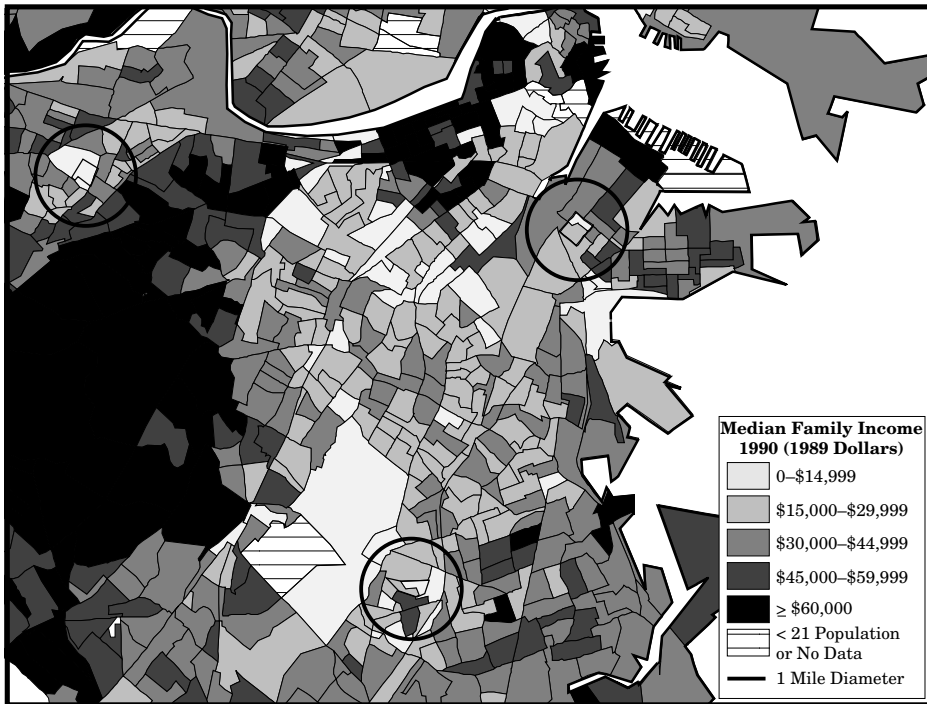 Median Family Income
1990 (1989 Dollars)
0–$14,999
$15,000–$29,999
$30,000–$44,999
$45,000–$59,999
≥ $60,000
< 21 Population
or No Data
1 Mile Diameter